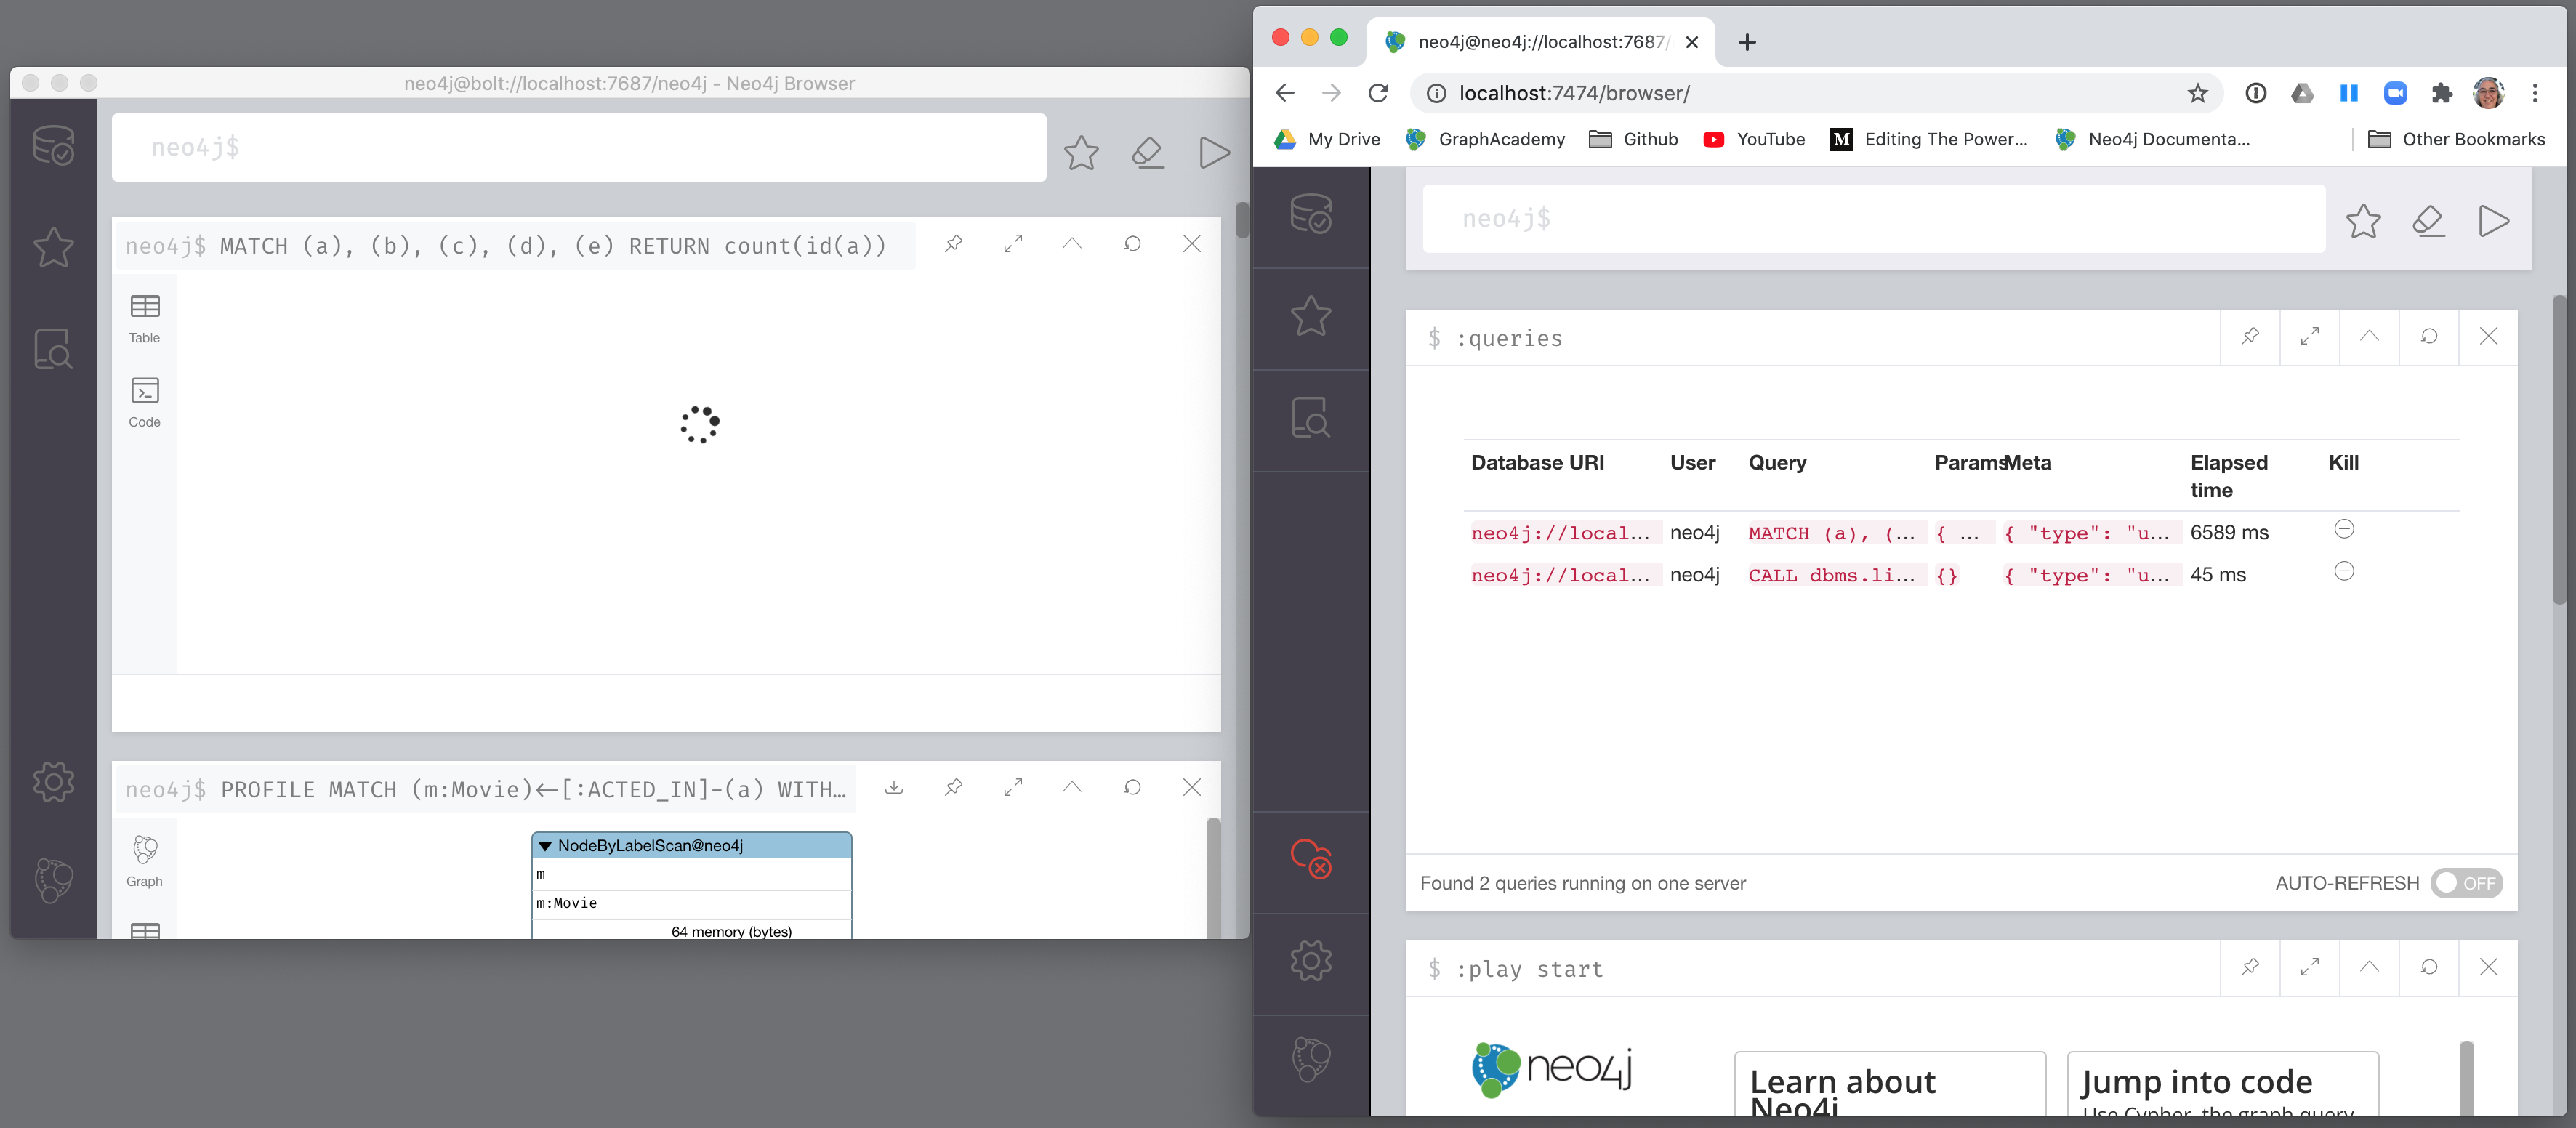 neo4j@bolt://localhost:7687/neo4j - Neo4j Browser
neo4j$
neo4j$ MATCH (a), (b), (c), (d), (e) RETURN count(id(a))
Table
Code
neo4j$ PROFILE MATCH (m:Movie)←[:ACTED_IN]-(a) WITH…
Graph
NodeByLabelScan@neo4j
m
m:Movie
64 memory (bytes)
neo4j@neo4j://localhost:7687/
localhost:7474/browser/
My Drive GraphAcademy Github YouTube M Editing The Power... Neo4j Documenta... Other Bookmarks
neo4j$
$ :queries
Database URI User Query Params Meta Elapsed time Kill
neo4j://local... neo4j MATCH (a), (... { ... { "type": "u... 6589 ms
neo4j://local... neo4j CALL dbms.li... {} { "type": "u... 45 ms
Found 2 queries running on one server AUTO-REFRESH OFF
$ :play start
neo4j
Learn about
Neo4j
Jump into code
Use Cypher, the graph query